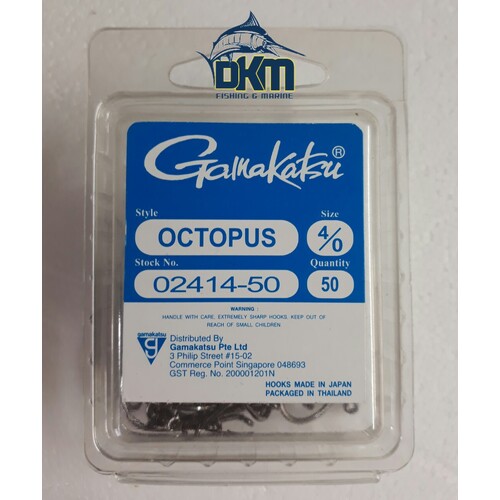 DKM
FISHING & MARINE
Gamakatsu®
Style
Size
OCTOPUS
4/0
Stock No.
Quantity
02414-50
50
WARNING :
HANDLE WITH CARE. EXTREMELY SHARP HOOKS, KEEP OUT OF
REACH OF SMALL CHILDREN
gamakatsu
g
Distributed By
Gamakatsu Pte Ltd
3 Philip Street #15-02
Commerce Point Singapore 048693
GST Reg. No. 200001201N
HOOKS MADE IN JAPAN
PACKAGED IN THAILAND